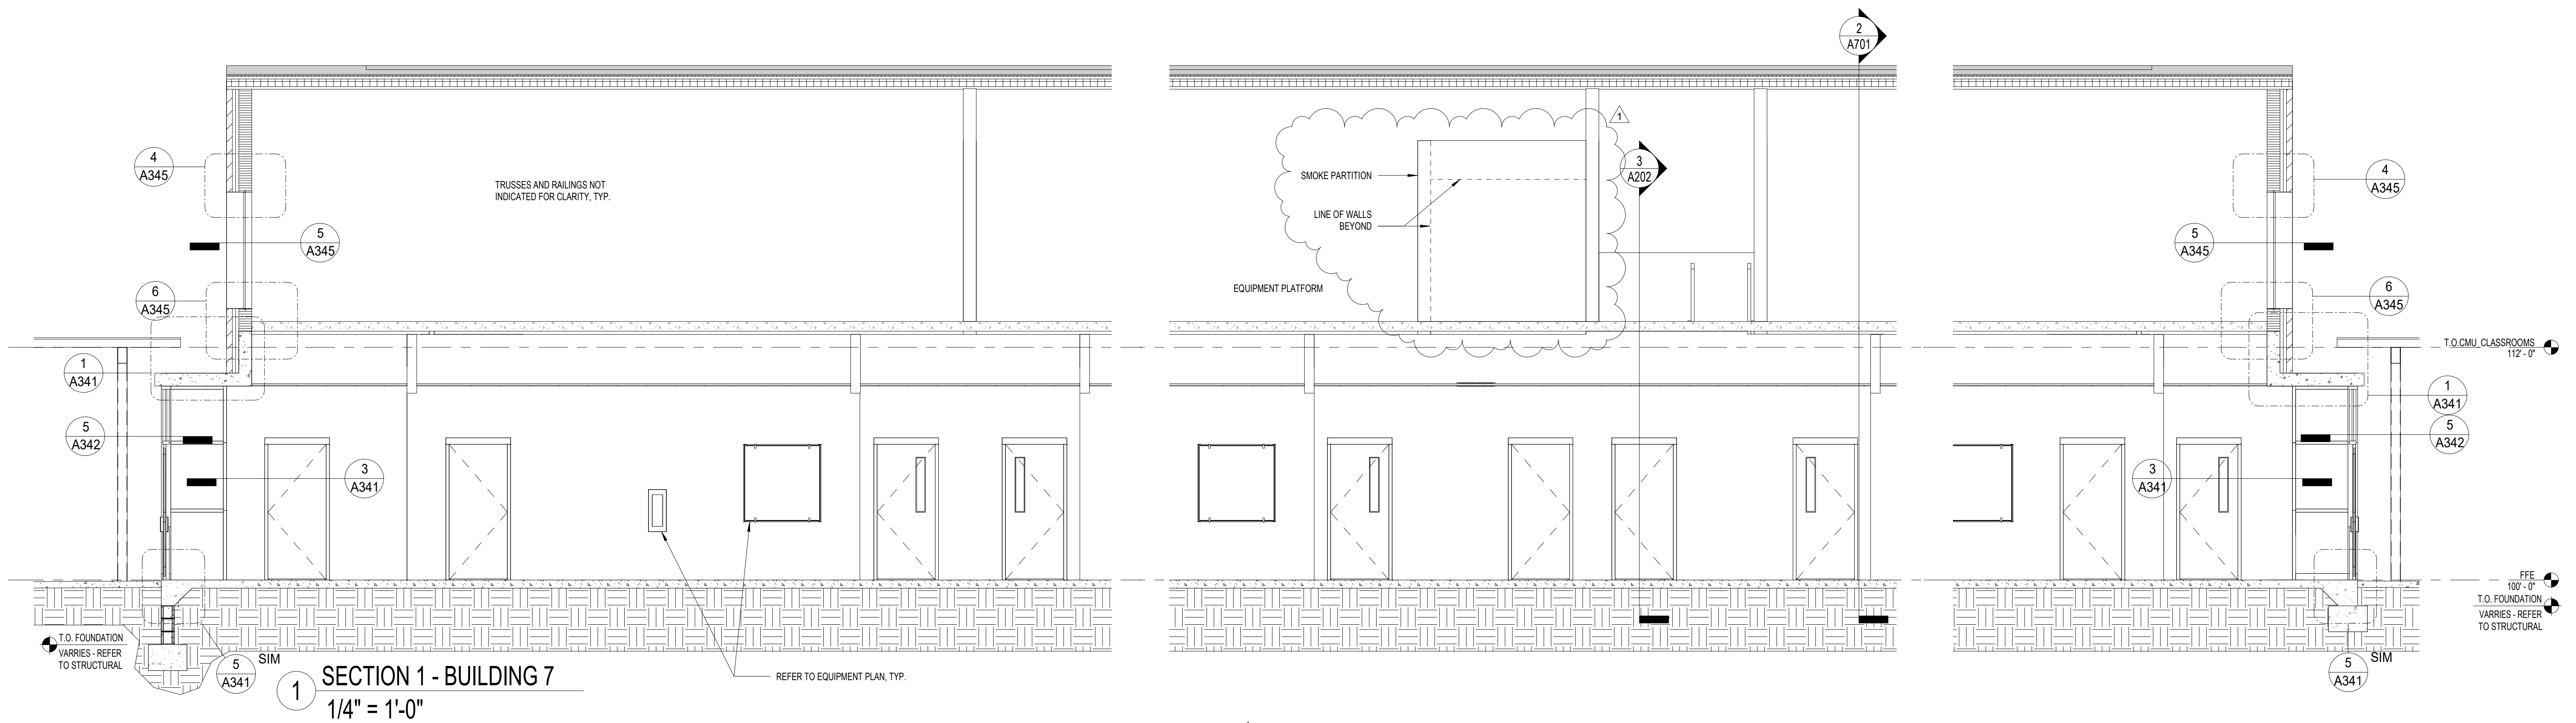 2
A701
1
4
A345
TRUSSES AND RAILINGS NOT
INDICATED FOR CLARITY, TYP.
SMOKE PARTITION
3
A202
4
A345
LINE OF WALLS
BEYOND
5
A345
5
A345
6
A345
EQUIPMENT PLATFORM
6
A345
T.O.CMU_CLASSROOMS
112' - 0"
1
A341
1
A341
5
A342
5
A342
3
A341
3
A341
FFE
100' - 0"
T.O. FOUNDATION
VARRIES - REFER
TO STRUCTURAL
T.O. FOUNDATION
VARRIES - REFER
TO STRUCTURAL
5
A341
SIM
5
A341
SIM
REFER TO EQUIPMENT PLAN, TYP.
1
SECTION 1 - BUILDING 7
1/4" = 1'-0"